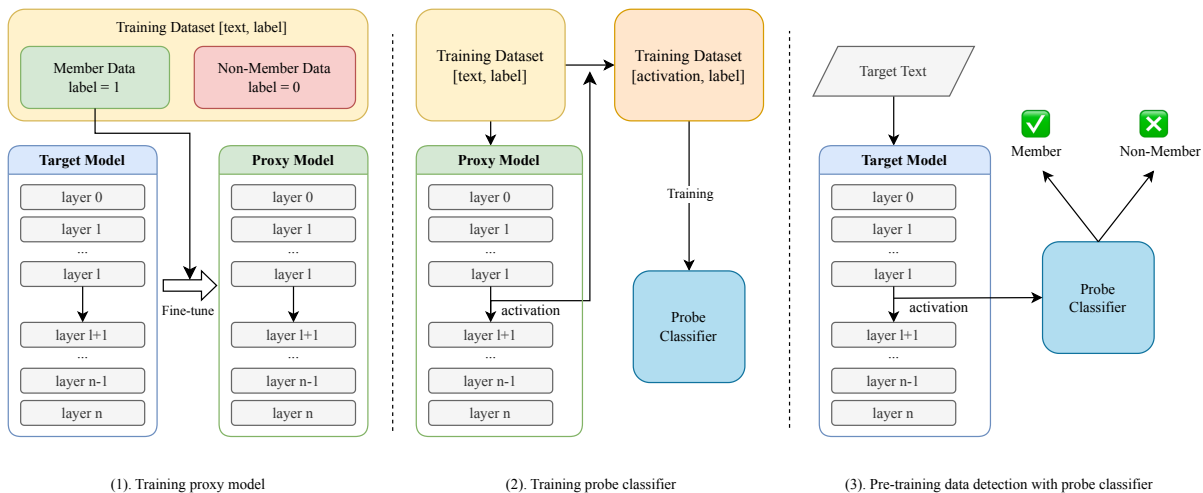 Training Dataset [text, label]
Member Data
label = 1
Non-Member Data
label = 0
Target Model
layer 0
layer 1
...
layer l
layer l+1
...
layer n-1
layer n
Fine-tune
Proxy Model
layer 0
layer 1
...
layer l
layer l+1
...
layer n-1
layer n
(1). Training proxy model
Training Dataset
[text, label]
Training Dataset
[activation, label]
Proxy Model
layer 0
layer 1
...
layer l
activation
layer l+1
...
layer n-1
layer n
Training
Probe
Classifier
(2). Training probe classifier
Target Text
Target Model
layer 0
layer 1
...
layer l
activation
layer l+1
...
layer n-1
layer n
Member
Non-Member
Probe
Classifier
(3). Pre-training data detection with probe classifier